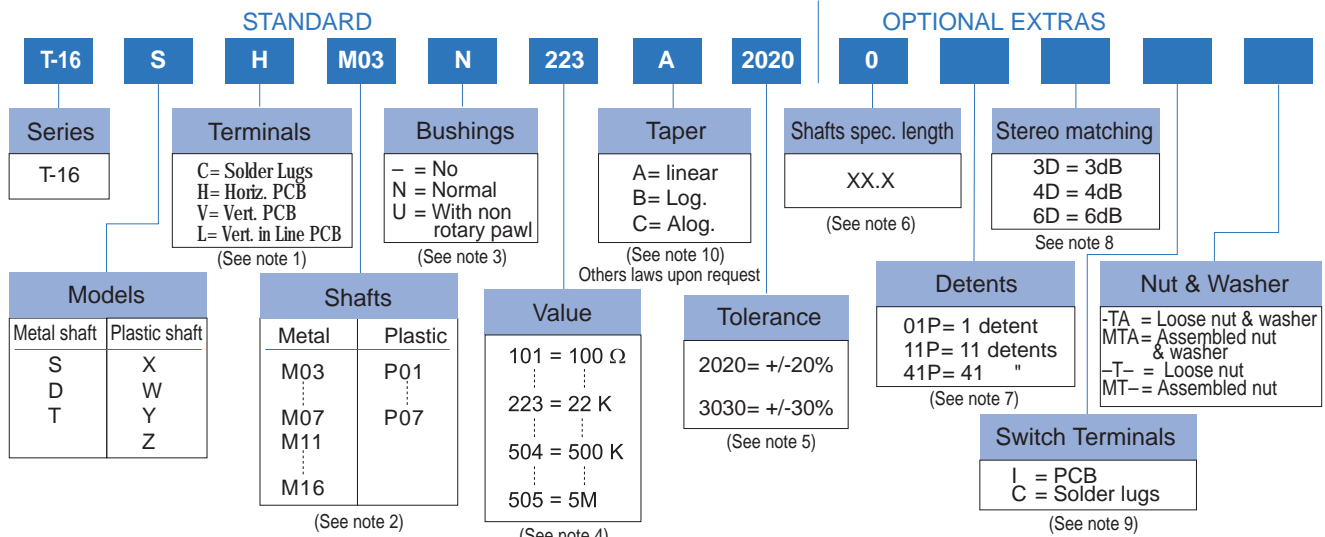 STANDARD
OPTIONAL EXTRAS
T-16 S H M03 N 223 A 2020 0
Series
T-16
Terminals
C= Solder Lugs
H= Horiz. PCB
V= Vert. PCB
L= Vert. in Line PCB
(See note 1)
Bushings
– = No
N = Normal
U = With non
rotary pawl
(See note 3)
Taper
A= linear
B= Log.
C= Alog.
(See note 10)
Others laws upon request
Shafts spec. length
XX.X
(See note 6)
Stereo matching
3D = 3dB
4D = 4dB
6D = 6dB
See note 8
Models
Metal shaft Plastic shaft
S X
D W
T Y
Z
Shafts
Metal Plastic
M03 P01
M07 P07
M11
M16
(See note 2)
Value
101 = 100 Ω
223 = 22 K
504 = 500 K
505 = 5M
(See note 4)
Tolerance
2020= +/-20%
3030= +/-30%
(See note 5)
Detents
01P= 1 detent
11P= 11 detents
41P= 41 "
(See note 7)
Nut & Washer
-TA = Loose nut & washer
MTA= Assembled nut
& washer
–T– = Loose nut
MT– = Assembled nut
Switch Terminals
I = PCB
C = Solder lugs
(See note 9)